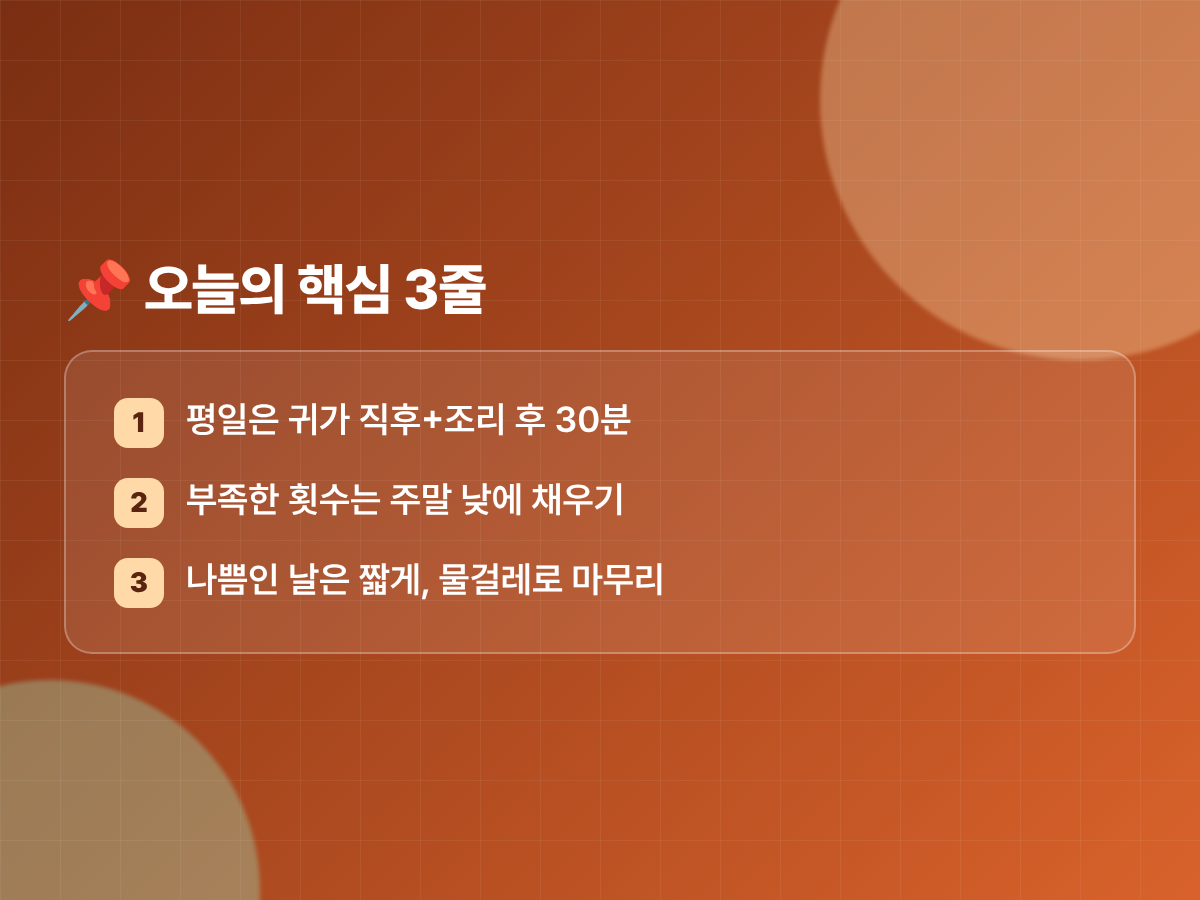 📌 오늘의 핵심 3줄
1 평일은 귀가 직후+조리 후 30분
2 부족한 횟수는 주말 낮에 채우기
3 나쁨인 날은 짧게, 물걸레로 마무리